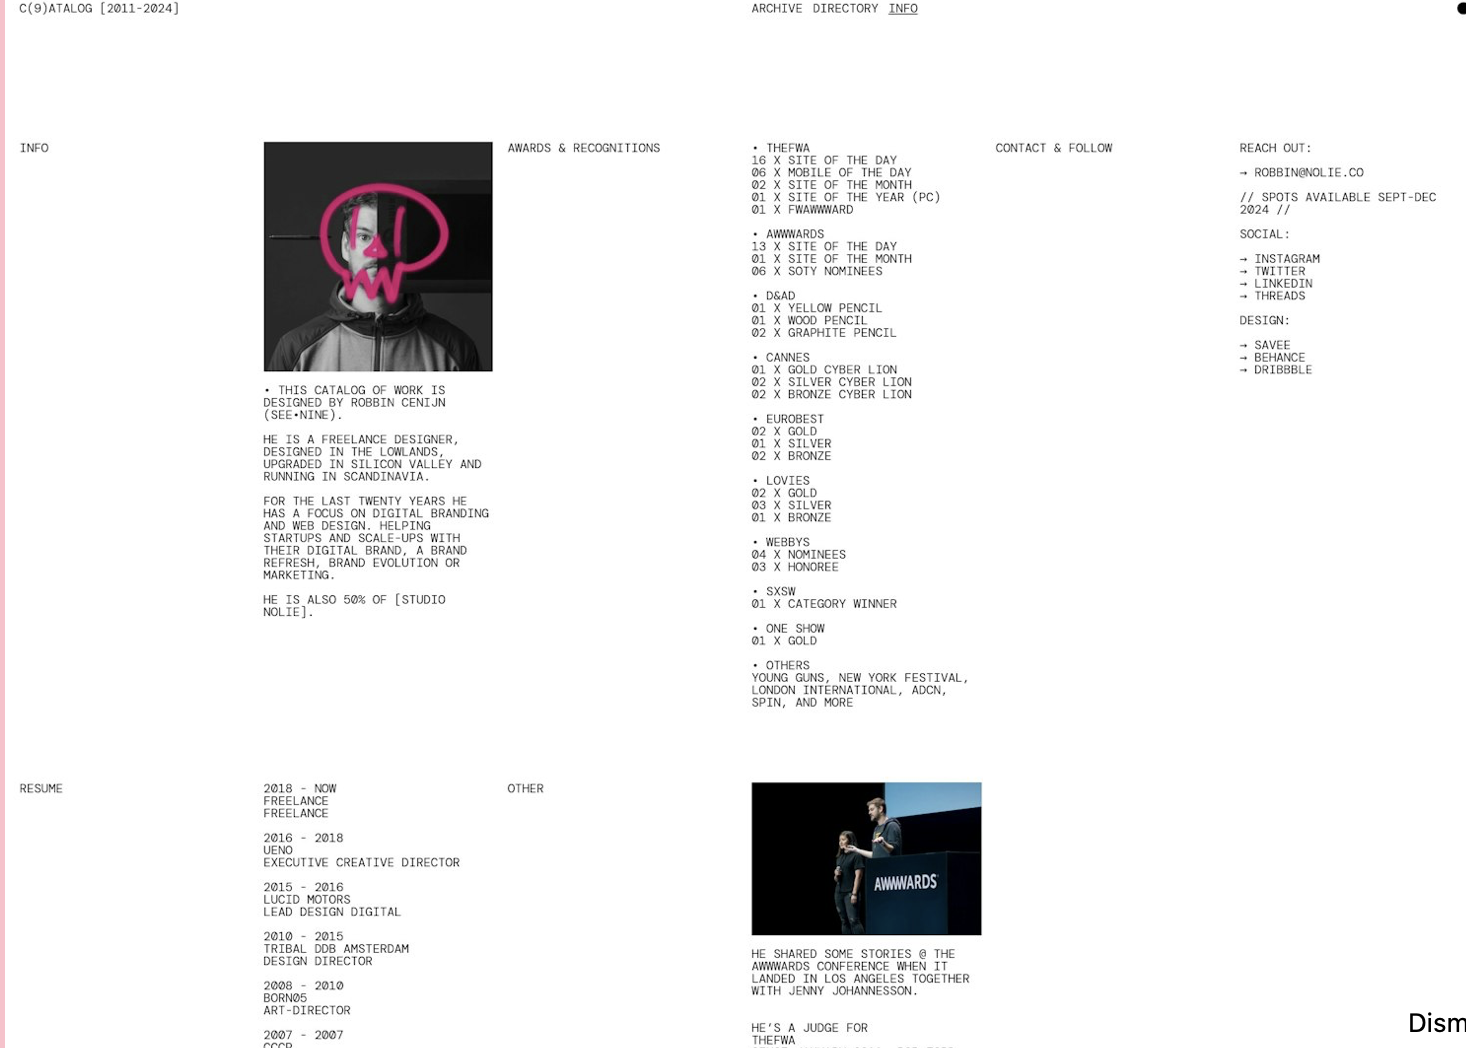 C(9)ATALOG [2011-2024]
ARCHIVE DIRECTORY INFO
INFO
• THIS CATALOG OF WORK IS
DESIGNED BY ROBBIN CENIJN
(SEE•NINE).
HE IS A FREELANCE DESIGNER,
DESIGNED IN THE LOWLANDS,
UPGRADED IN SILICON VALLEY AND
RUNNING IN SCANDINAVIA.
FOR THE LAST TWENTY YEARS HE
HAS A FOCUS ON DIGITAL BRANDING
AND WEB DESIGN. HELPING
STARTUPS AND SCALE-UPS WITH
THEIR DIGITAL BRAND, A BRAND
REFRESH, BRAND EVOLUTION OR
MARKETING.
HE IS ALSO 50% OF [STUDIO
NOLIE].
AWARDS & RECOGNITIONS
• THEFWA
16 X SITE OF THE DAY
06 X MOBILE OF THE DAY
02 X SITE OF THE MONTH
01 X SITE OF THE YEAR (PC)
01 X FWAWWWARD
• AWWWARDS
13 X SITE OF THE DAY
01 X SITE OF THE MONTH
06 X SOTY NOMINEES
• D&AD
01 X YELLOW PENCIL
01 X WOOD PENCIL
02 X GRAPHITE PENCIL
• CANNES
01 X GOLD CYBER LION
02 X SILVER CYBER LION
02 X BRONZE CYBER LION
• EUROBEST
02 X GOLD
01 X SILVER
02 X BRONZE
• LOVIES
02 X GOLD
03 X SILVER
01 X BRONZE
• WEBBYS
04 X NOMINEES
03 X HONOREE
• SXSW
01 X CATEGORY WINNER
• ONE SHOW
01 X GOLD
• OTHERS
YOUNG GUNS, NEW YORK FESTIVAL,
LONDON INTERNATIONAL, ADCN,
SPIN, AND MORE
CONTACT & FOLLOW
REACH OUT:
→ ROBBIN@NOLIE.CO
// SPOTS AVAILABLE SEPT-DEC
2024 //
SOCIAL:
→ INSTAGRAM
→ TWITTER
→ LINKEDIN
→ THREADS
DESIGN:
→ SAVEE
→ BEHANCE
→ DRIBBBLE
RESUME
2018 - NOW
FREELANCE
FREELANCE
2016 - 2018
UENO
EXECUTIVE CREATIVE DIRECTOR
2015 - 2016
LUCID MOTORS
LEAD DESIGN DIGITAL
2010 - 2015
TRIBAL DDB AMSTERDAM
DESIGN DIRECTOR
2008 - 2010
BORN05
ART-DIRECTOR
2007 - 2007
OTHER
AWWWARDS
HE SHARED SOME STORIES @ THE
AWWWARDS CONFERENCE WHEN IT
LANDED IN LOS ANGELES TOGETHER
WITH JENNY JOHANNESSON.
HE'S A JUDGE FOR
THEFWA
Dism